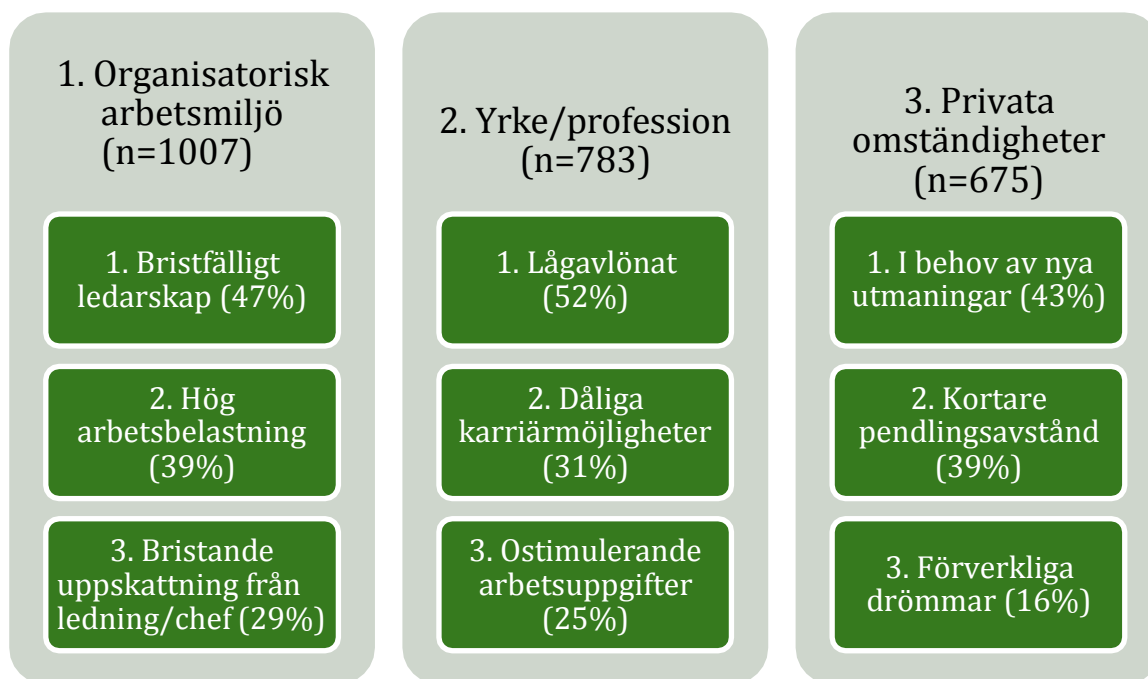 1. Organisatorisk
arbetsmiljö
(n=1007)
1. Bristfälligt
ledarskap (47%)
2. Hög
arbetsbelastning
(39%)
3. Bristande
uppskattning från
ledning/chef (29%)
2. Yrke/profession
(n=783)
1. Lågavlönat
(52%)
2. Dåliga
karriärmöjligheter
(31%)
3. Ostimulerande
arbetsuppgifter
(25%)
3. Privata
omständigheter
(n=675)
1. I behov av nya
utmaningar (43%)
2. Kortare
pendlingsavstånd
(39%)
3. Förverkliga
drömmar (16%)